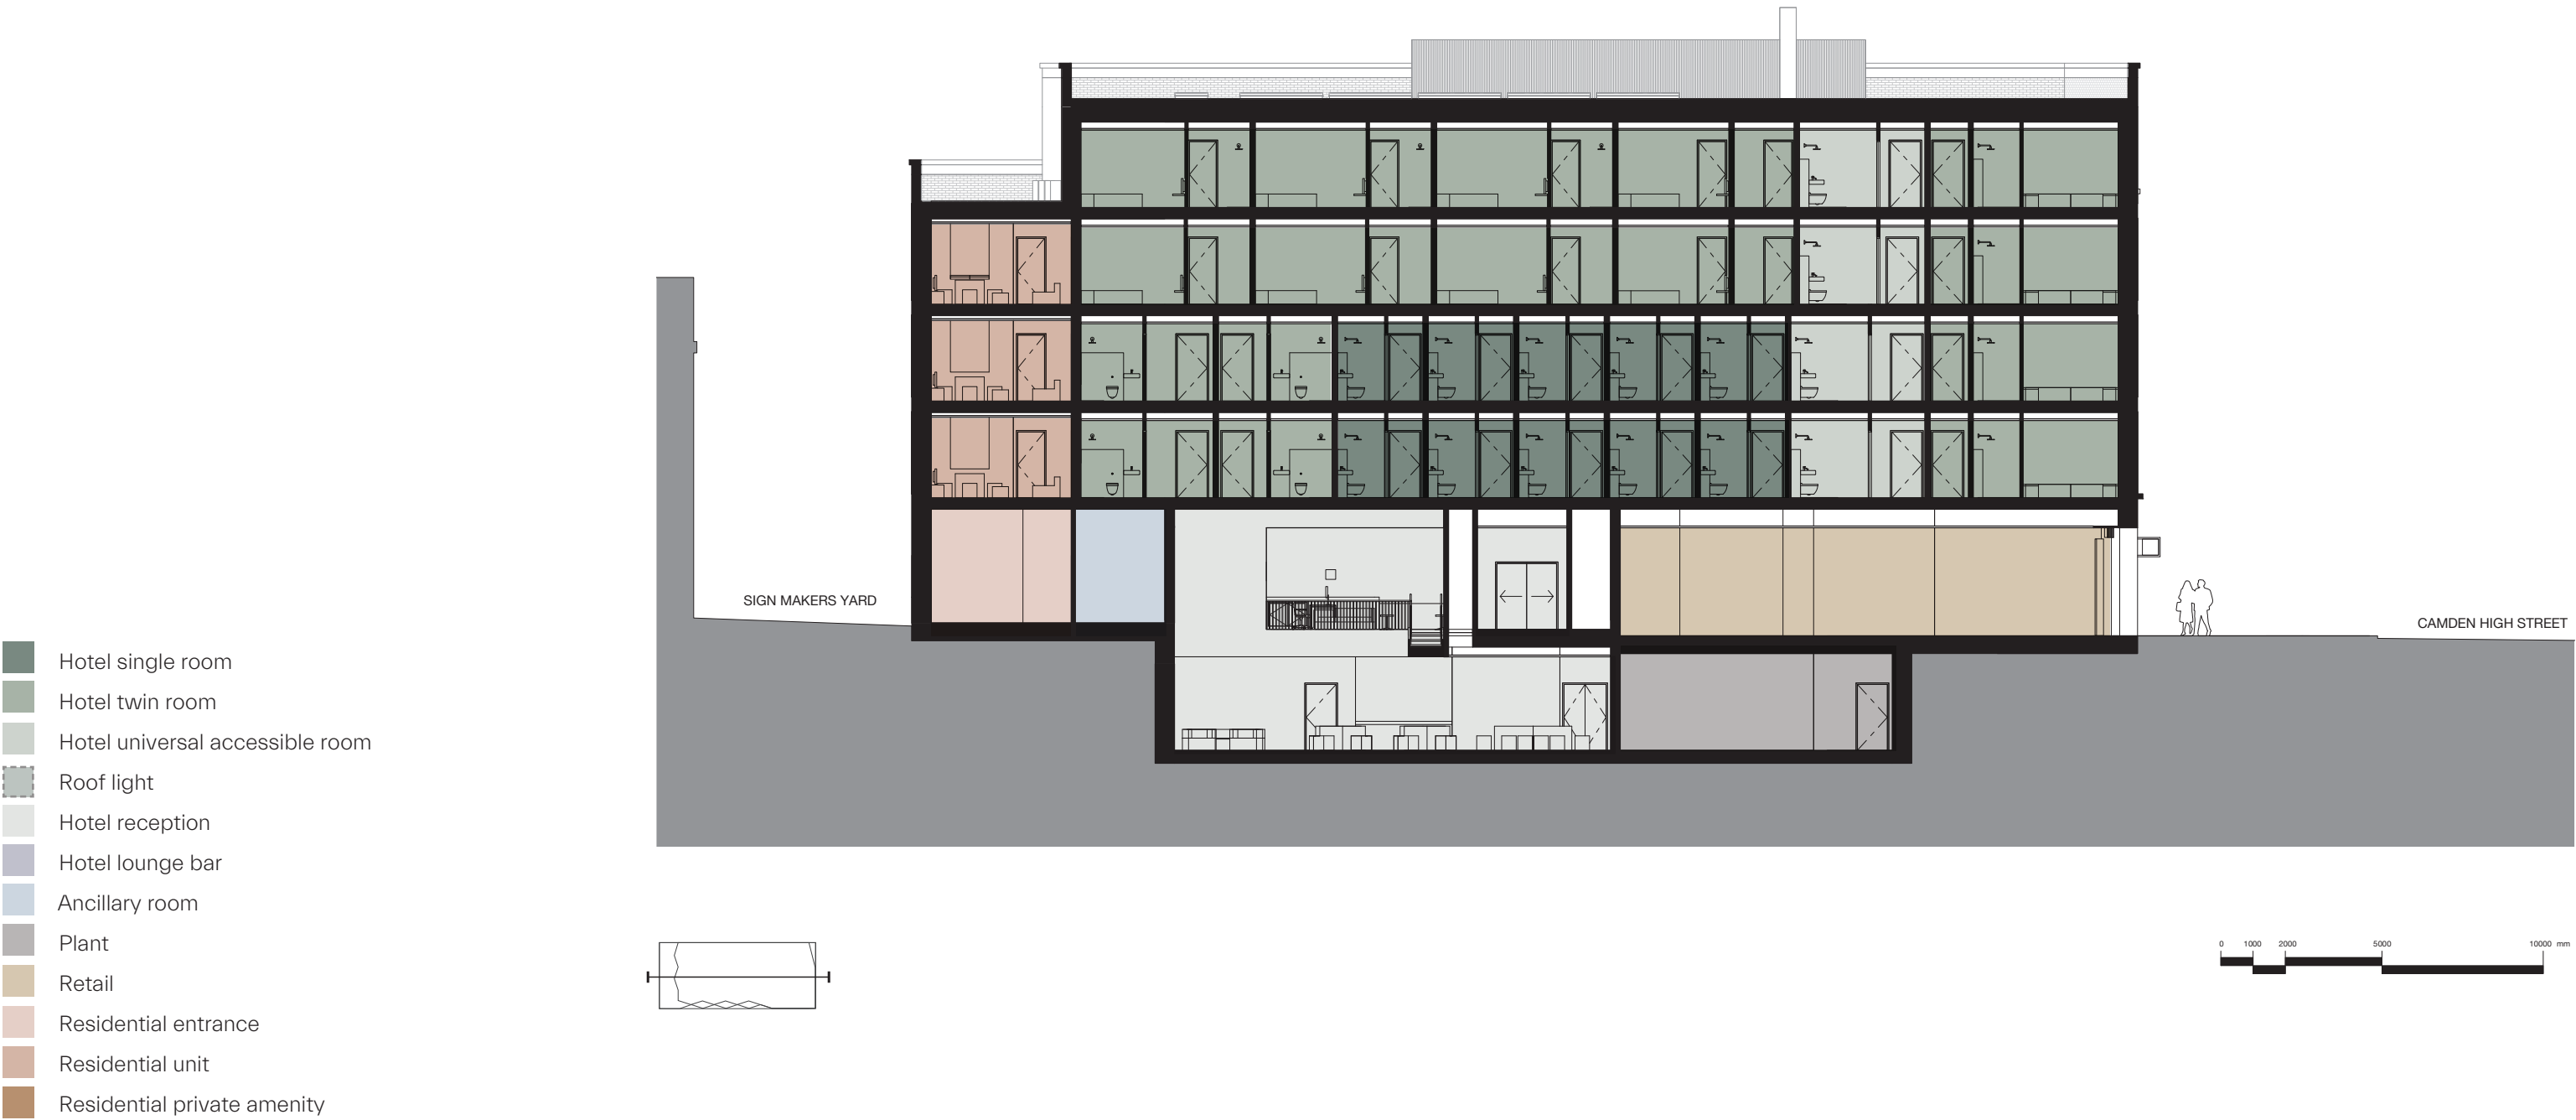 SIGN MAKERS YARD
CAMDEN HIGH STREET
Hotel single room
Hotel twin room
Hotel universal accessible room
Roof light
Hotel reception
Hotel lounge bar
Ancillary room
Plant
Retail
Residential entrance
Residential unit
Residential private amenity
0 1000 2000 5000 10000 mm